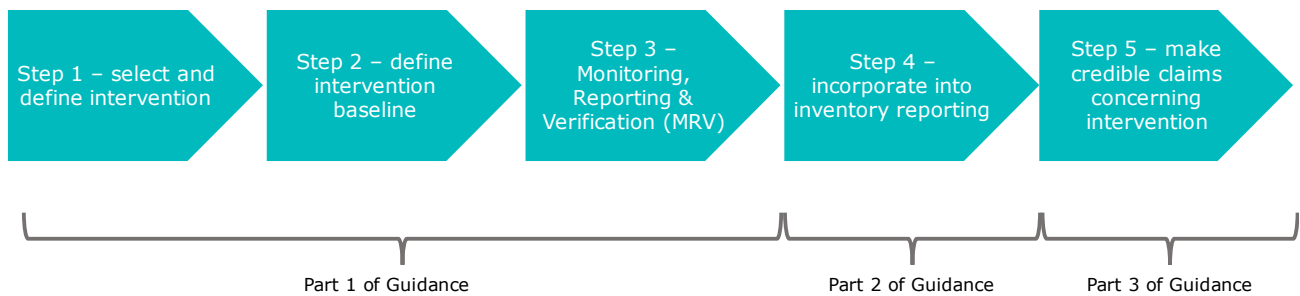 Step 1 – select and
define intervention
Step 2 – define
intervention
baseline
Step 3 –
Monitoring,
Reporting &
Verification (MRV)
Step 4 –
incorporate into
inventory reporting
Step 5 – make
credible claims
concerning
intervention
Part 1 of Guidance
Part 2 of Guidance
Part 3 of Guidance